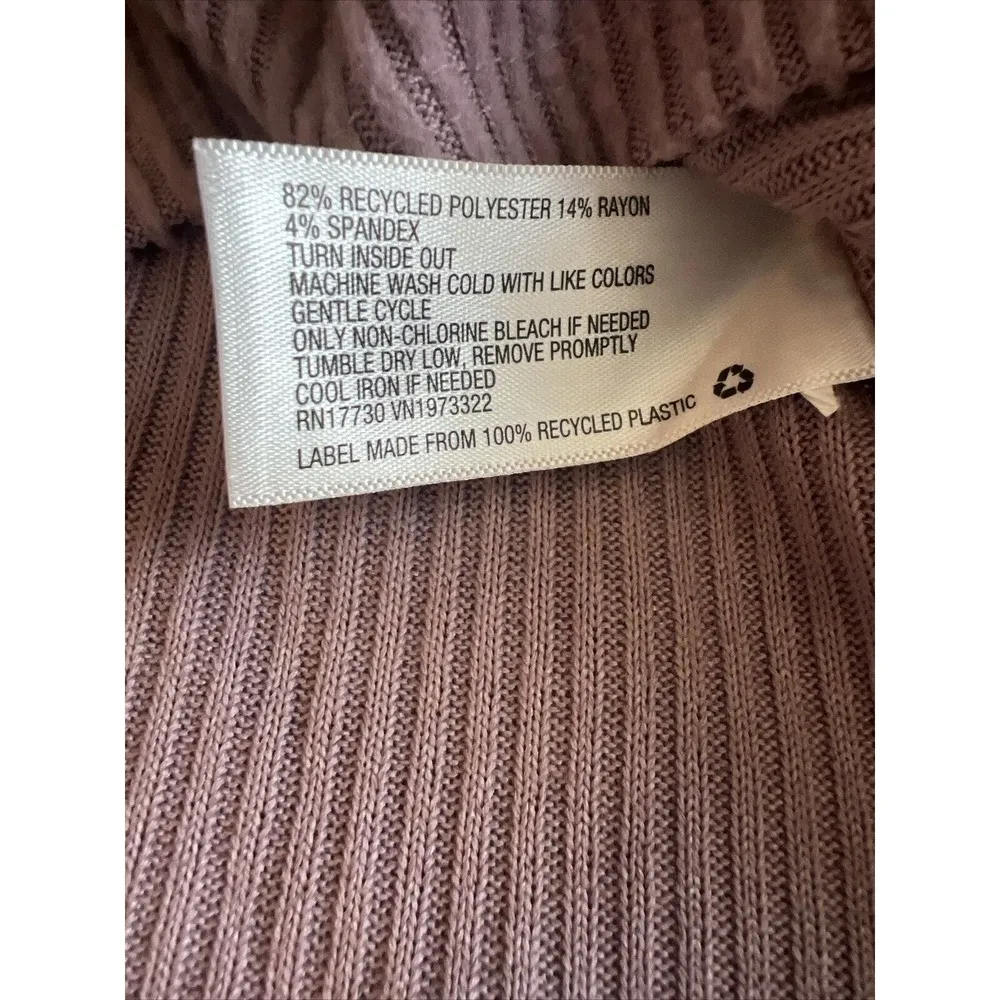 82% RECYCLED POLYESTER 14% RAYON
4% SPANDEX
TURN INSIDE OUT
MACHINE WASH COLD WITH LIKE COLORS
GENTLE CYCLE
ONLY NON-CHLORINE BLEACH IF NEEDED
TUMBLE DRY LOW, REMOVE PROMPTLY
COOL IRON IF NEEDED
RN17730 VN1973322
LABEL MADE FROM 100% RECYCLED PLASTIC